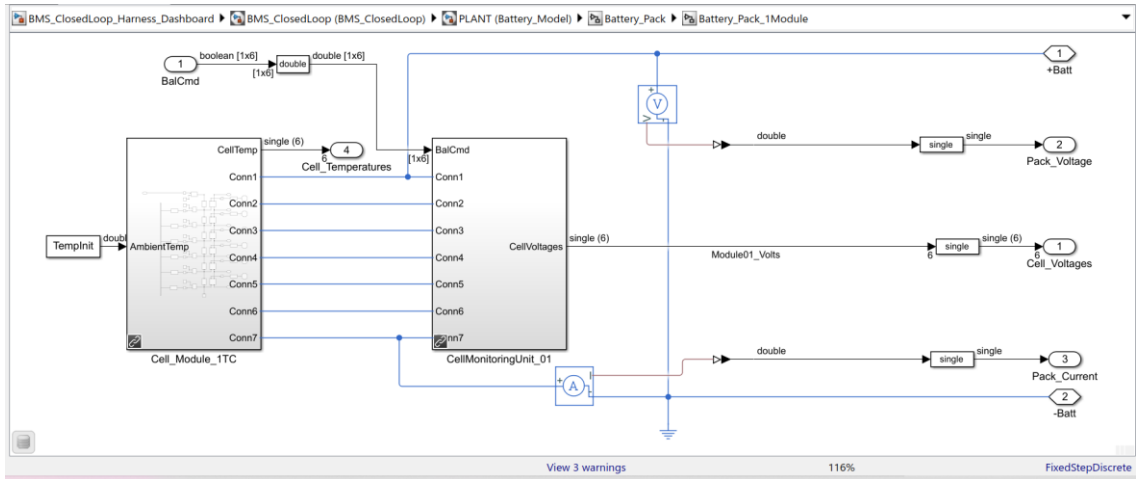 BMS_ClosedLoop_Harness_Dashboard BMS_ClosedLoop (BMS_ClosedLoop) PLANT (Battery_Model) Battery_Pack Battery_Pack_1Module
1
BalCmd
boolean [1x6]
[1x6]
double
double [1x6]
1
+Batt
V
double
single
single
2
Pack_Voltage
CellTemp
single (6)
6
4
Cell_Temperatures
[1x6]
BalCmd
Conn1
Conn2
Conn3
Conn4
Conn5
Conn6
Conn7
TempInit
doubl
AmbientTemp
Cell_Module_1TC
Conn1
Conn2
Conn3
Conn4
Conn5
Conn6
nn7
CellVoltages
CellMonitoringUnit_01
single (6)
Module01_Volts
6
single
single (6)
6
1
Cell_Voltages
+
A
I
-
double
single
single
3
Pack_Current
2
-Batt
View 3 warnings 116% FixedStepDiscrete